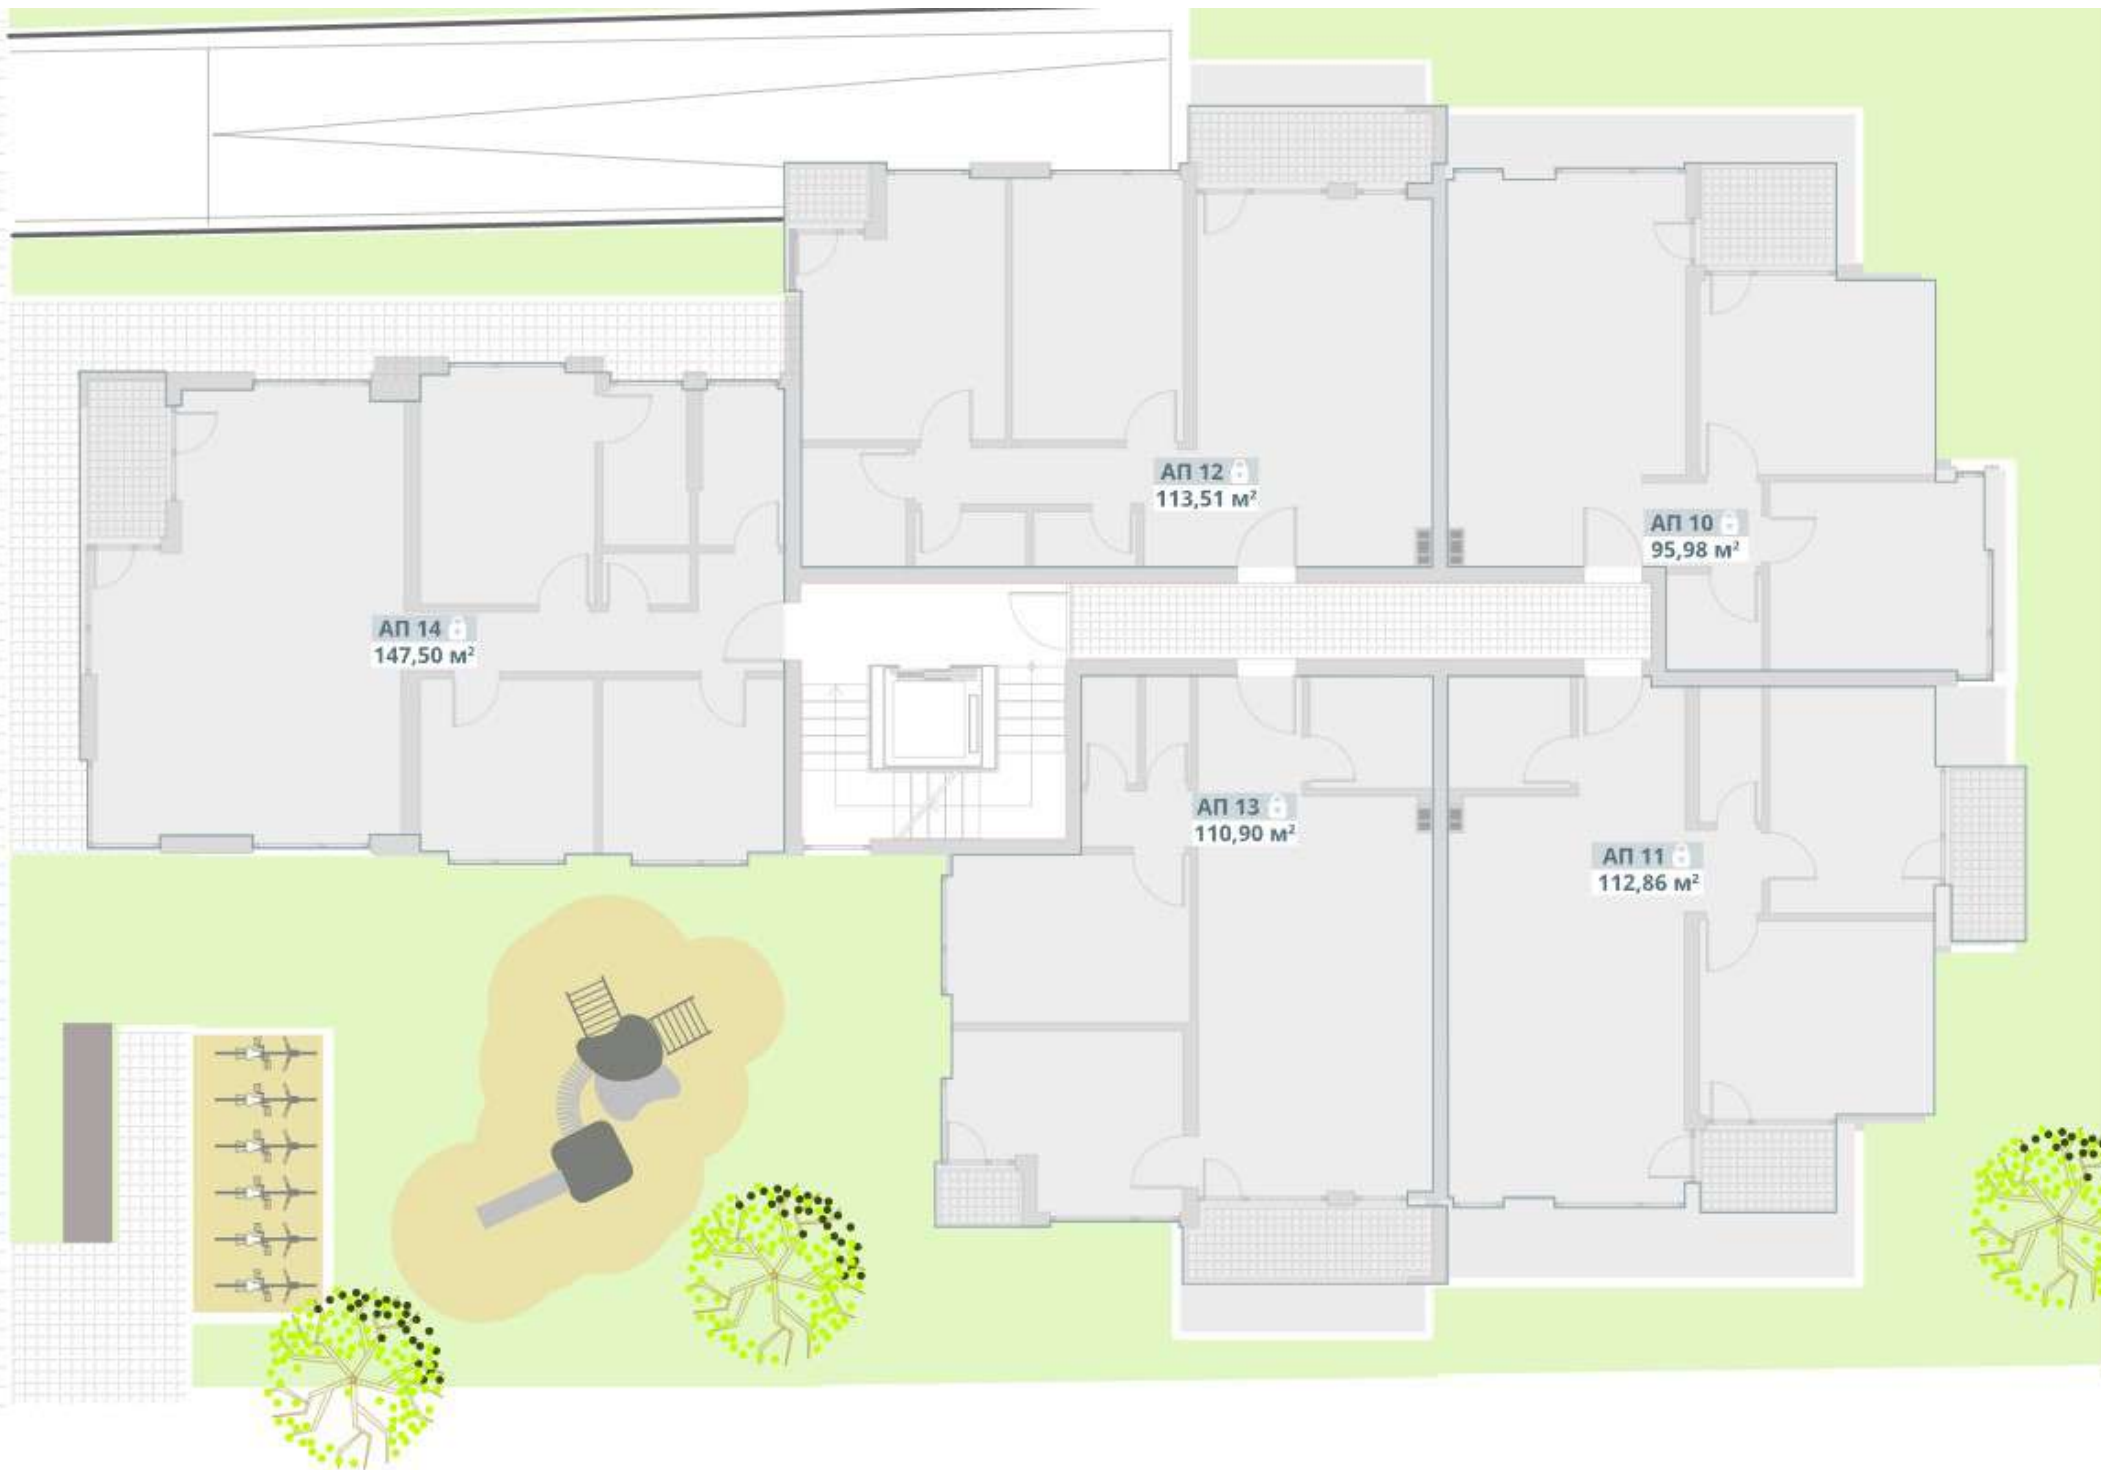 АП 12
113,51 м²
АП 10
95,98 м²
АП 14
147,50 м²
АП 13
110,90 м²
АП 11
112,86 м²